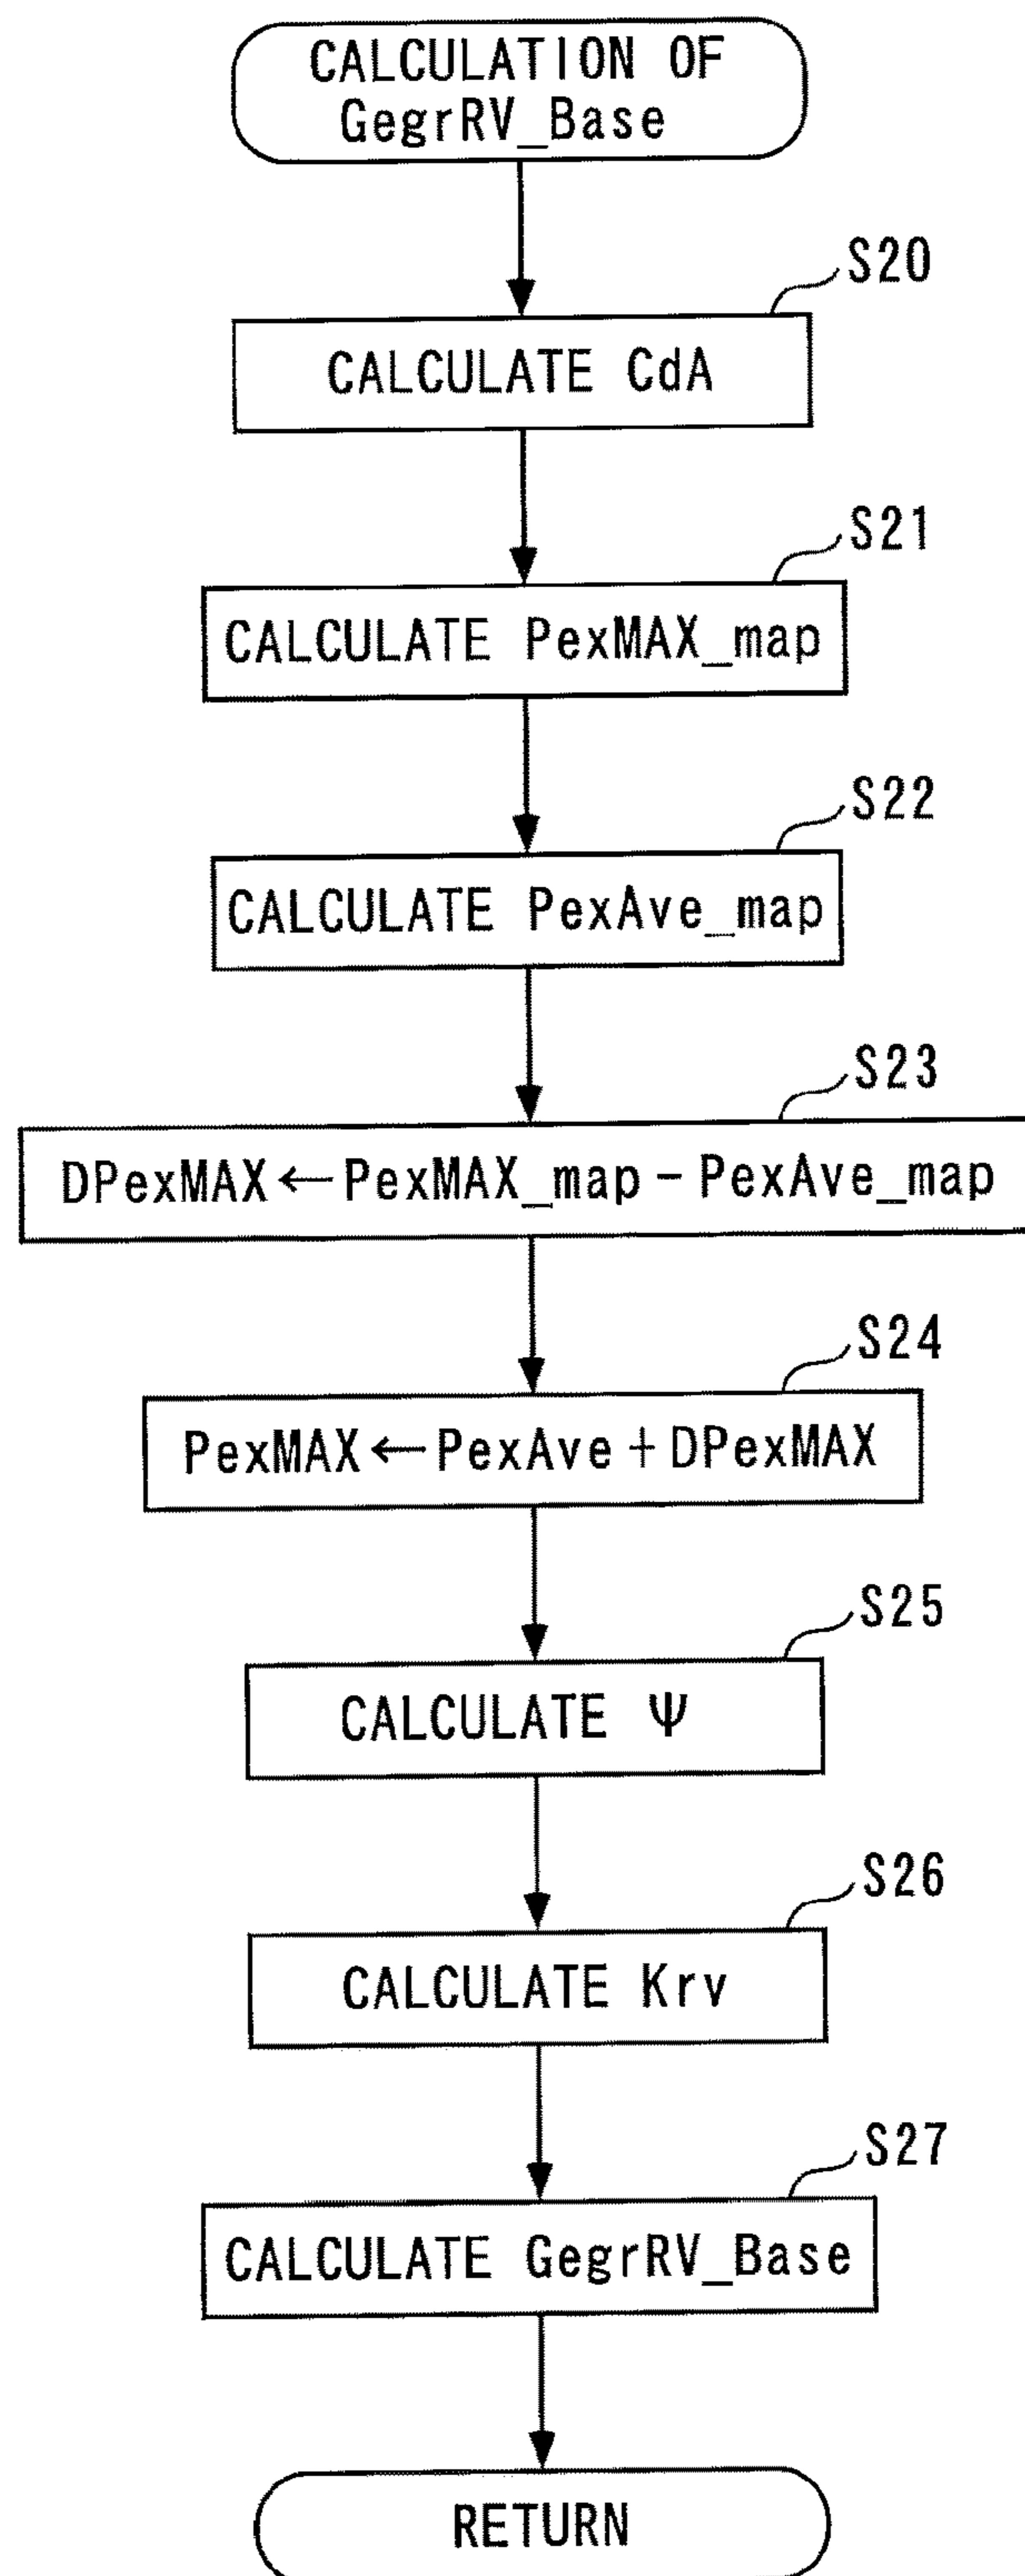 CALCULATION OF
GegrRV_Base
S20
CALCULATE CdA
S21
CALCULATE PexMAX_map
S22
CALCULATE PexAve_map
S23
DPexMAX ← PexMAX_map - PexAve_map
S24
PexMAX ← PexAve + DPexMAX
S25
CALCULATE Ψ
S26
CALCULATE Krv
S27
CALCULATE GegrRV_Base
RETURN